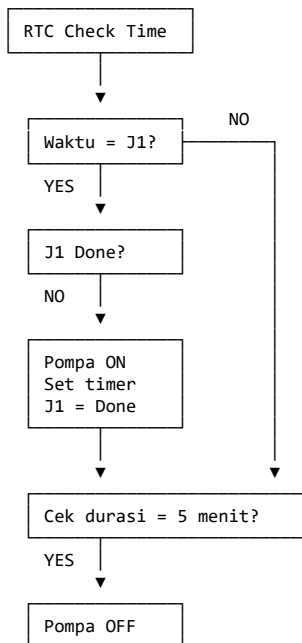 RTC Check Time
NO
Waktu = J1?
YES
J1 Done?
NO
Pompa ON
Set timer
J1 = Done
Cek durasi = 5 menit?
YES
Pompa OFF